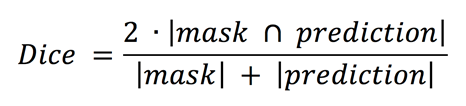 Dice = 2 · |mask ∩ prediction| / |mask| + |prediction|